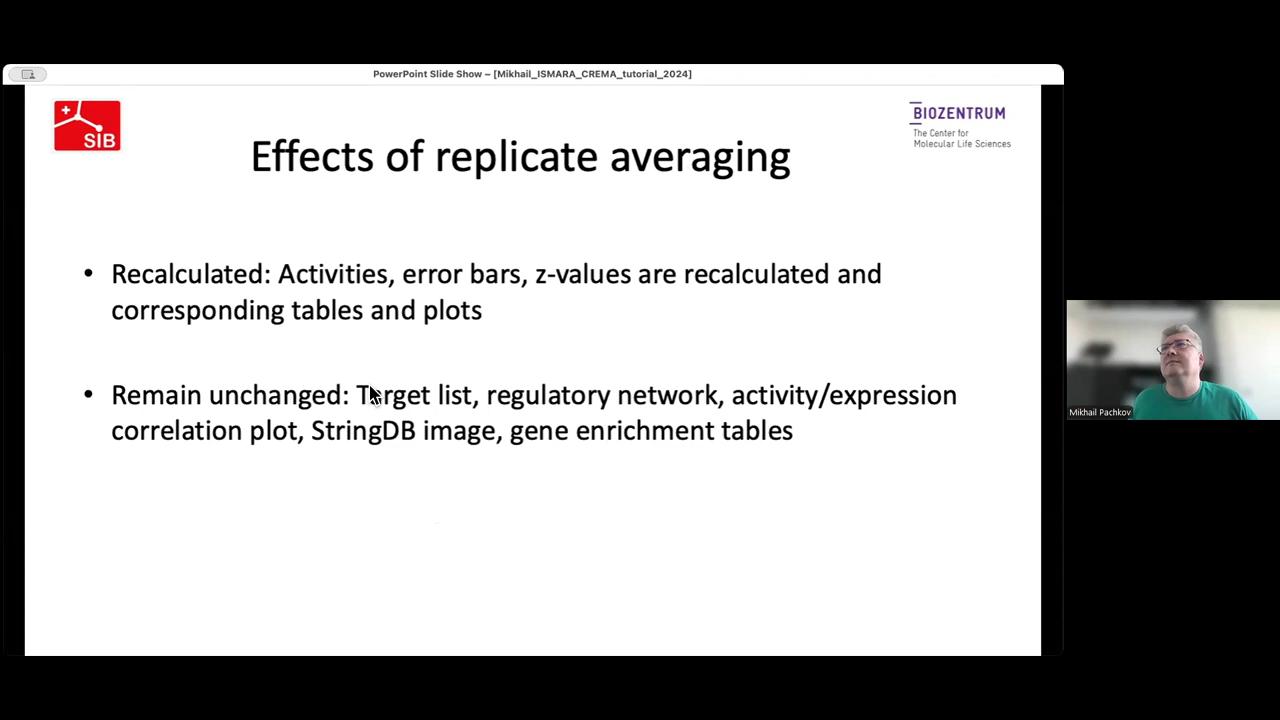 PowerPoint Slide Show – [Mikhail_ISMARA_CREMA_tutorial_2024]
SIB
BIOZENTRUM
The Center for
Molecular Life Sciences
Effects of replicate averaging
• Recalculated: Activities, error bars, z-values are recalculated and
corresponding tables and plots
• Remain unchanged: Target list, regulatory network, activity/expression
correlation plot, StringDB image, gene enrichment tables
Mikhail Pachkov